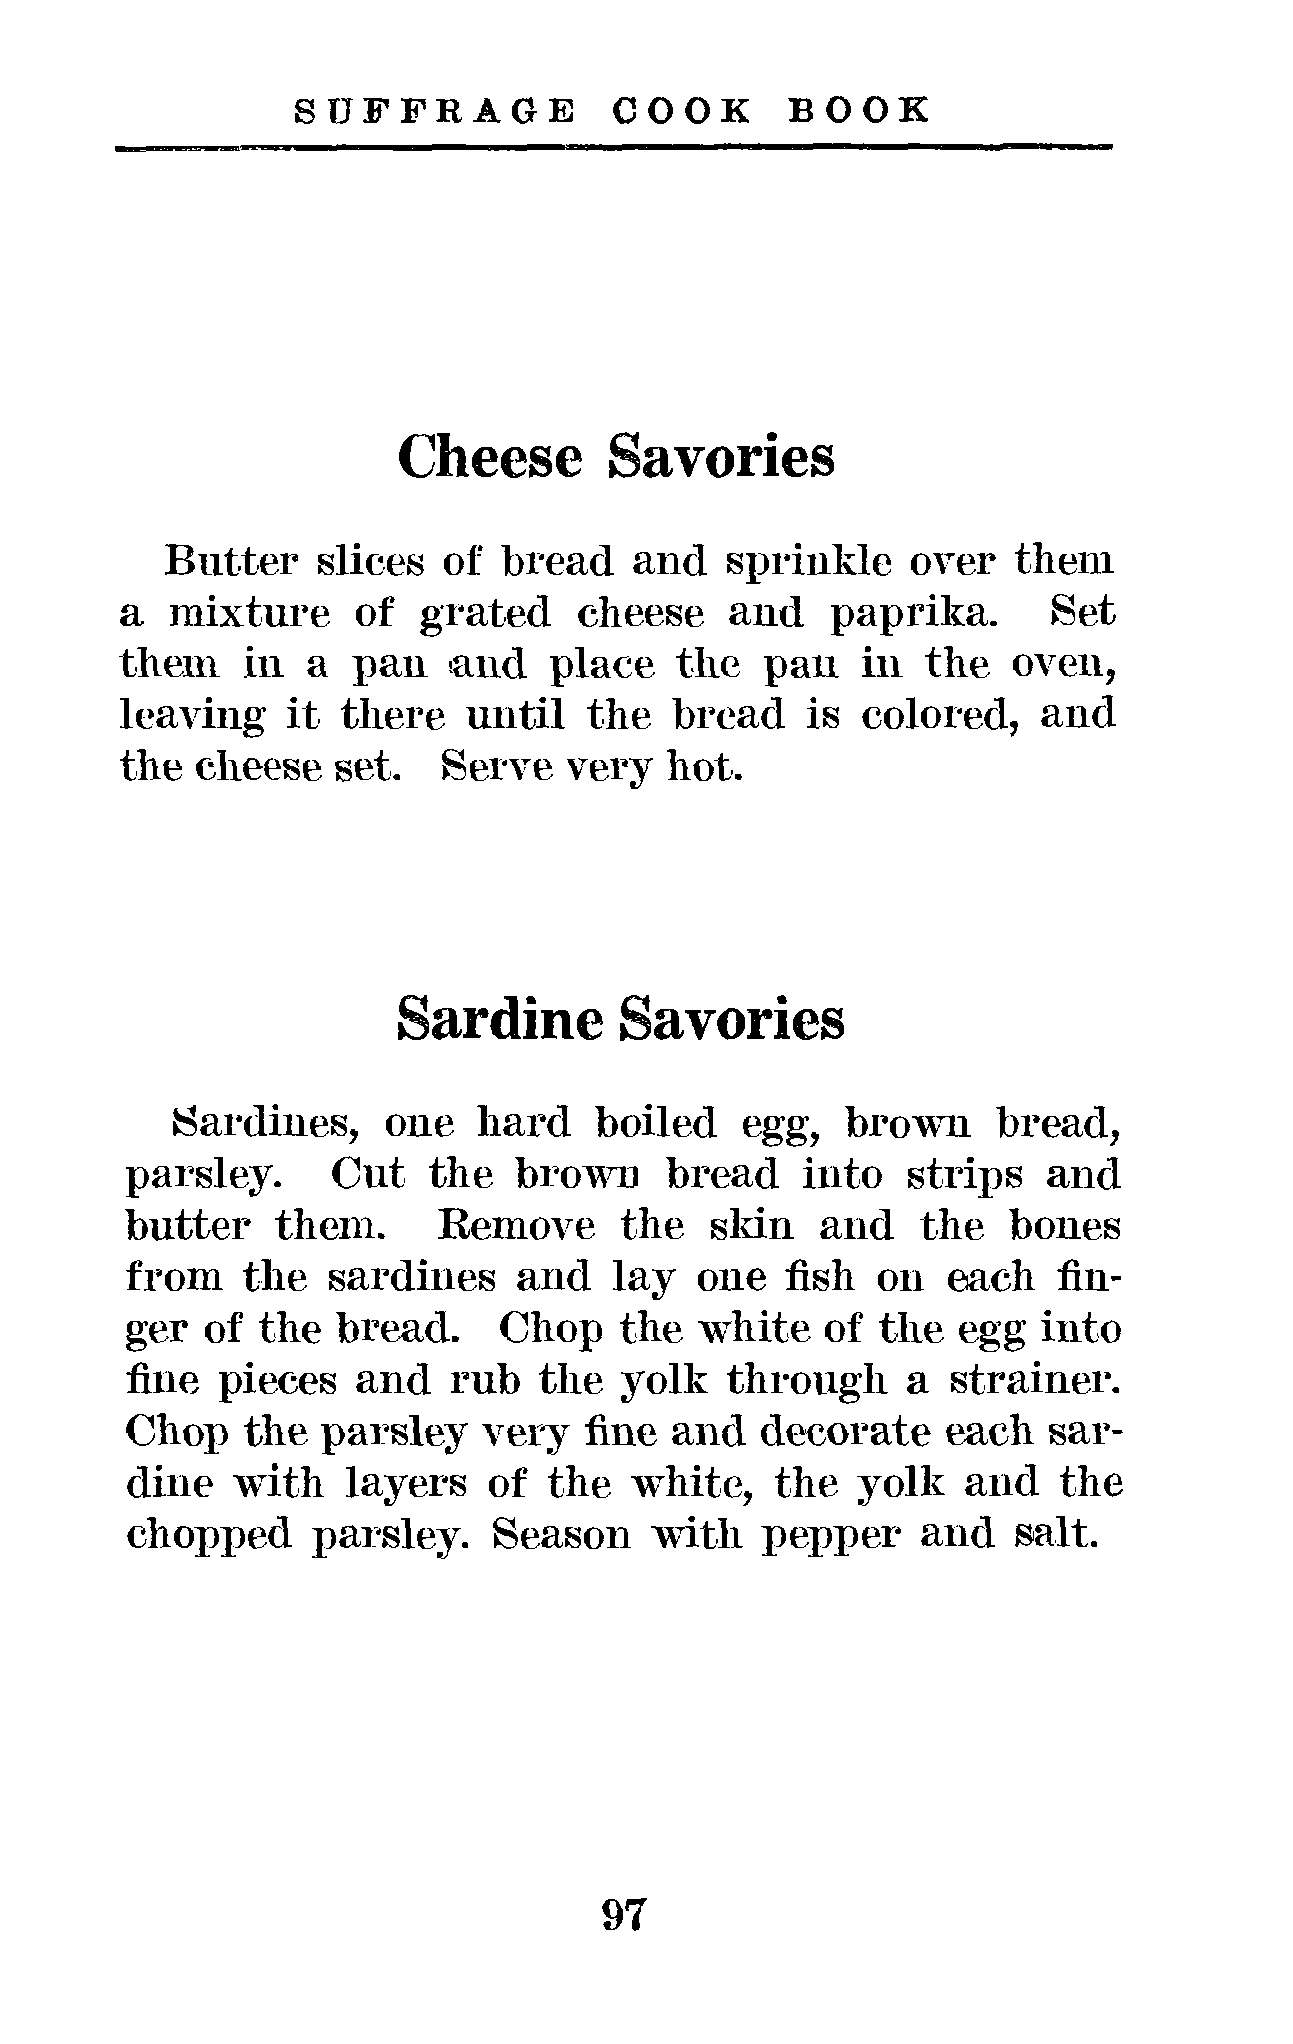 SUFFRAGE COOK BOOK
Cheese Savories
Butter slices of bread and sprinkle over them
a mixture of grated cheese and paprika. Set
them in a pan and place the pan in the oven,
leaving it there until the bread is colored, and
the cheese set. Serve very hot.
Sardine Savories
Sardines, one hard boiled egg, brown bread,
parsley. Cut the brown bread into strips and
butter them. Remove the skin and the bones
from the sardines and lay one fish on each fin-
ger of the bread. Chop the white of the egg into
fine pieces and rub the yolk through a strainer.
Chop the parsley very fine and decorate each sar-
dine with layers of the white, the yolk and the
chopped parsley. Season with pepper and salt.
97